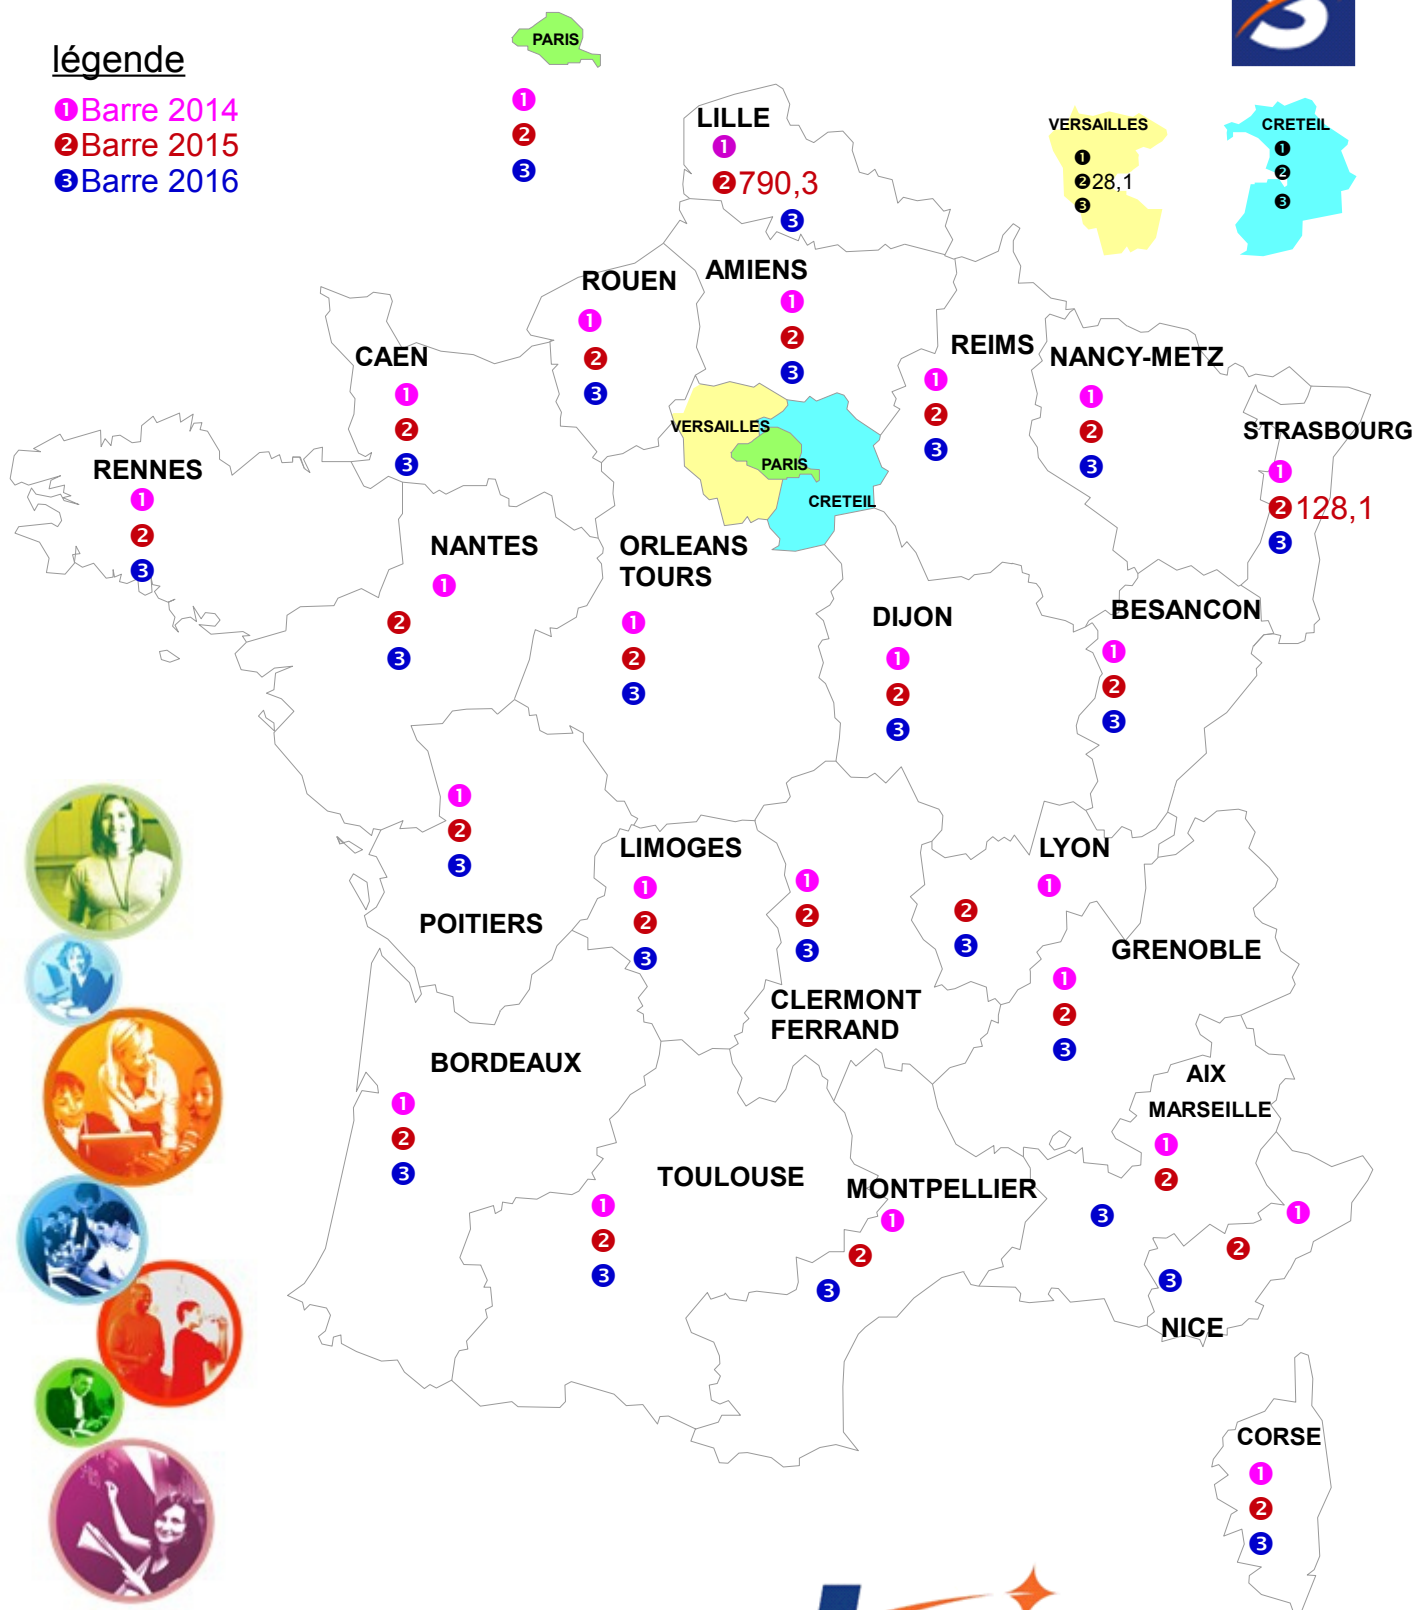 légende
❶Barre 2014
❷Barre 2015
❸Barre 2016
PARIS
❶
❷
❸
LILLE
❶
❷790,3
❸
VERSAILLES
❶
❷28,1
❸
CRETEIL
❶
❷
❸
ROUEN
❶
❷
❸
AMIENS
❶
❷
❸
CAEN
❶
❷
❸
REIMS
❶
❷
❸
NANCY-METZ
❶
❷
❸
STRASBOURG
❶
❷128,1
❸
VERSAILLES
PARIS
CRETEIL
RENNES
❶
❷
❸
NANTES
❶
❷
❸
ORLEANS
TOURS
❶
❷
❸
DIJON
❶
❷
❸
BESANCON
❶
❷
❸
❶
❷
❸
POITIERS
LIMOGES
❶
❷
❸
❶
❷
❸
CLERMONT
FERRAND
LYON
❶
❷
❸
GRENOBLE
❶
❷
❸
BORDEAUX
❶
❷
❸
TOULOUSE
❶
❷
❸
MONTPELLIER
❶
❷
❸
AIX
MARSEILLE
❶
❷
❸
❶
❷
❸
NICE
CORSE
❶
❷
❸